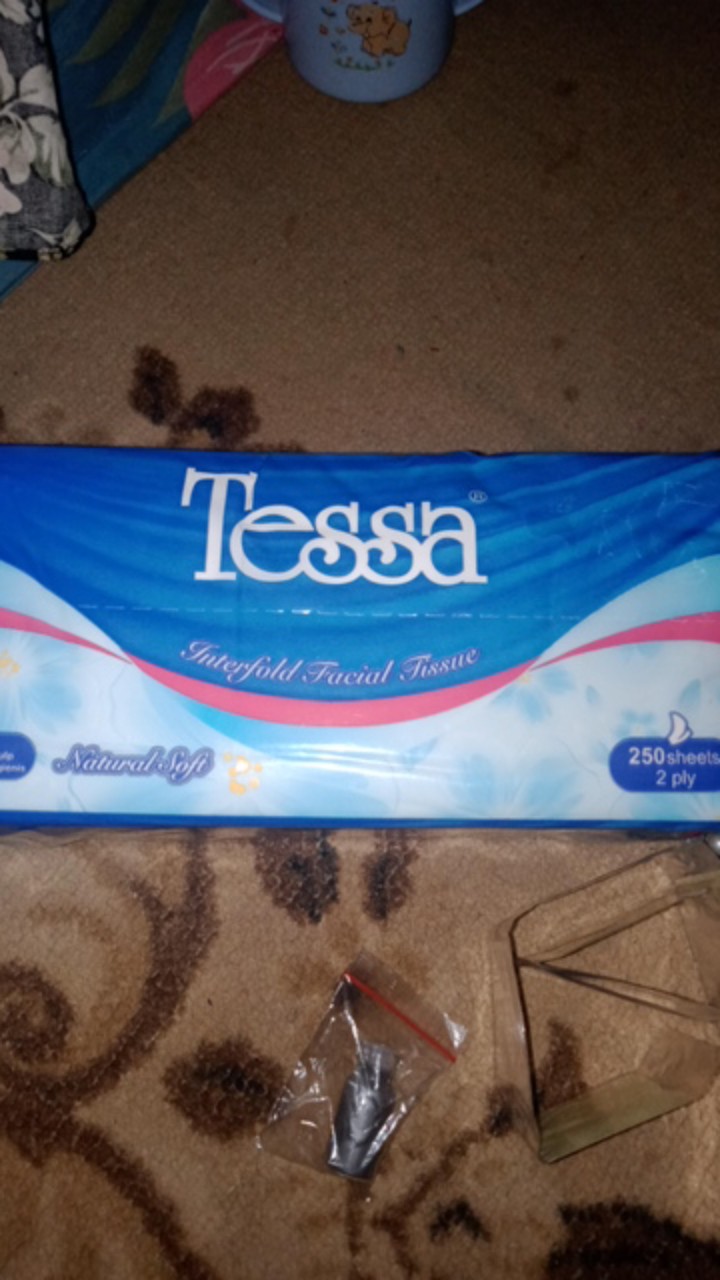 Tessa®
Interfold Facial Tissue
Natural Soft
250 sheets
2 ply